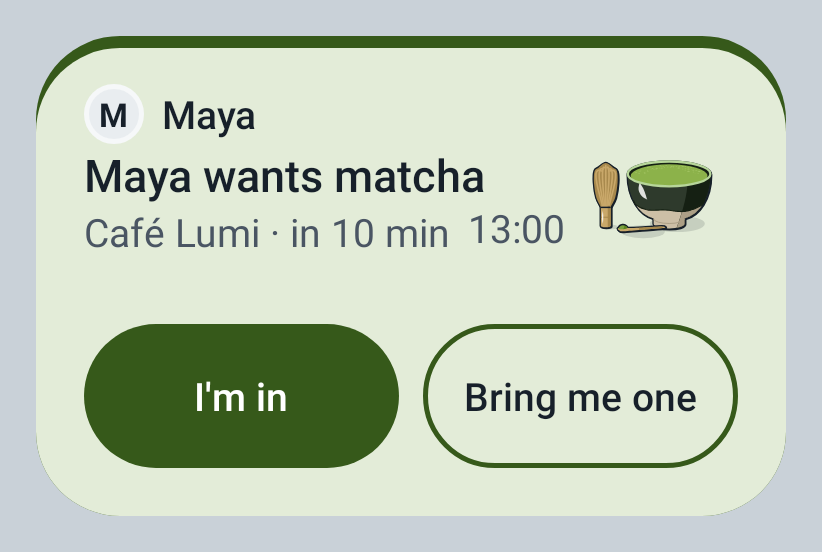 M Maya
Maya wants matcha
Café Lumi · in 10 min 13:00
I'm in
Bring me one